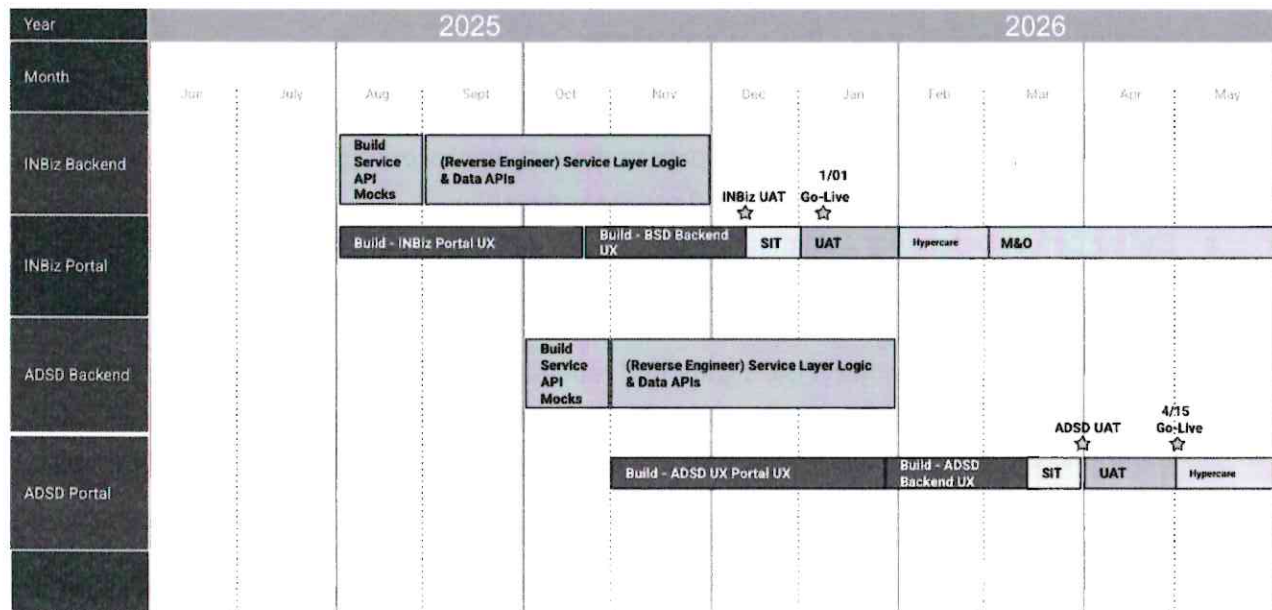 Year
2025
2026
Month
Jun
July
Aug
Sept
Oct
Nov
Dec
Jan
Feb
Mar
Apr
May
INBiz Backend
Build
Service
API
Mocks
(Reverse Engineer) Service Layer Logic
& Data APIs
INBiz UAT
1/01
Go-Live
INBiz Portal
Build - INBiz Portal UX
Build - BSD Backend
UX
SIT
UAT
Hypercare
M&O
ADSD Backend
Build
Service
API
Mocks
(Reverse Engineer) Service Layer Logic
& Data APIs
ADSD UAT
4/15
Go-Live
ADSD Portal
Build - ADSD UX Portal UX
Build - ADSD
Backend UX
SIT
UAT
Hypercare